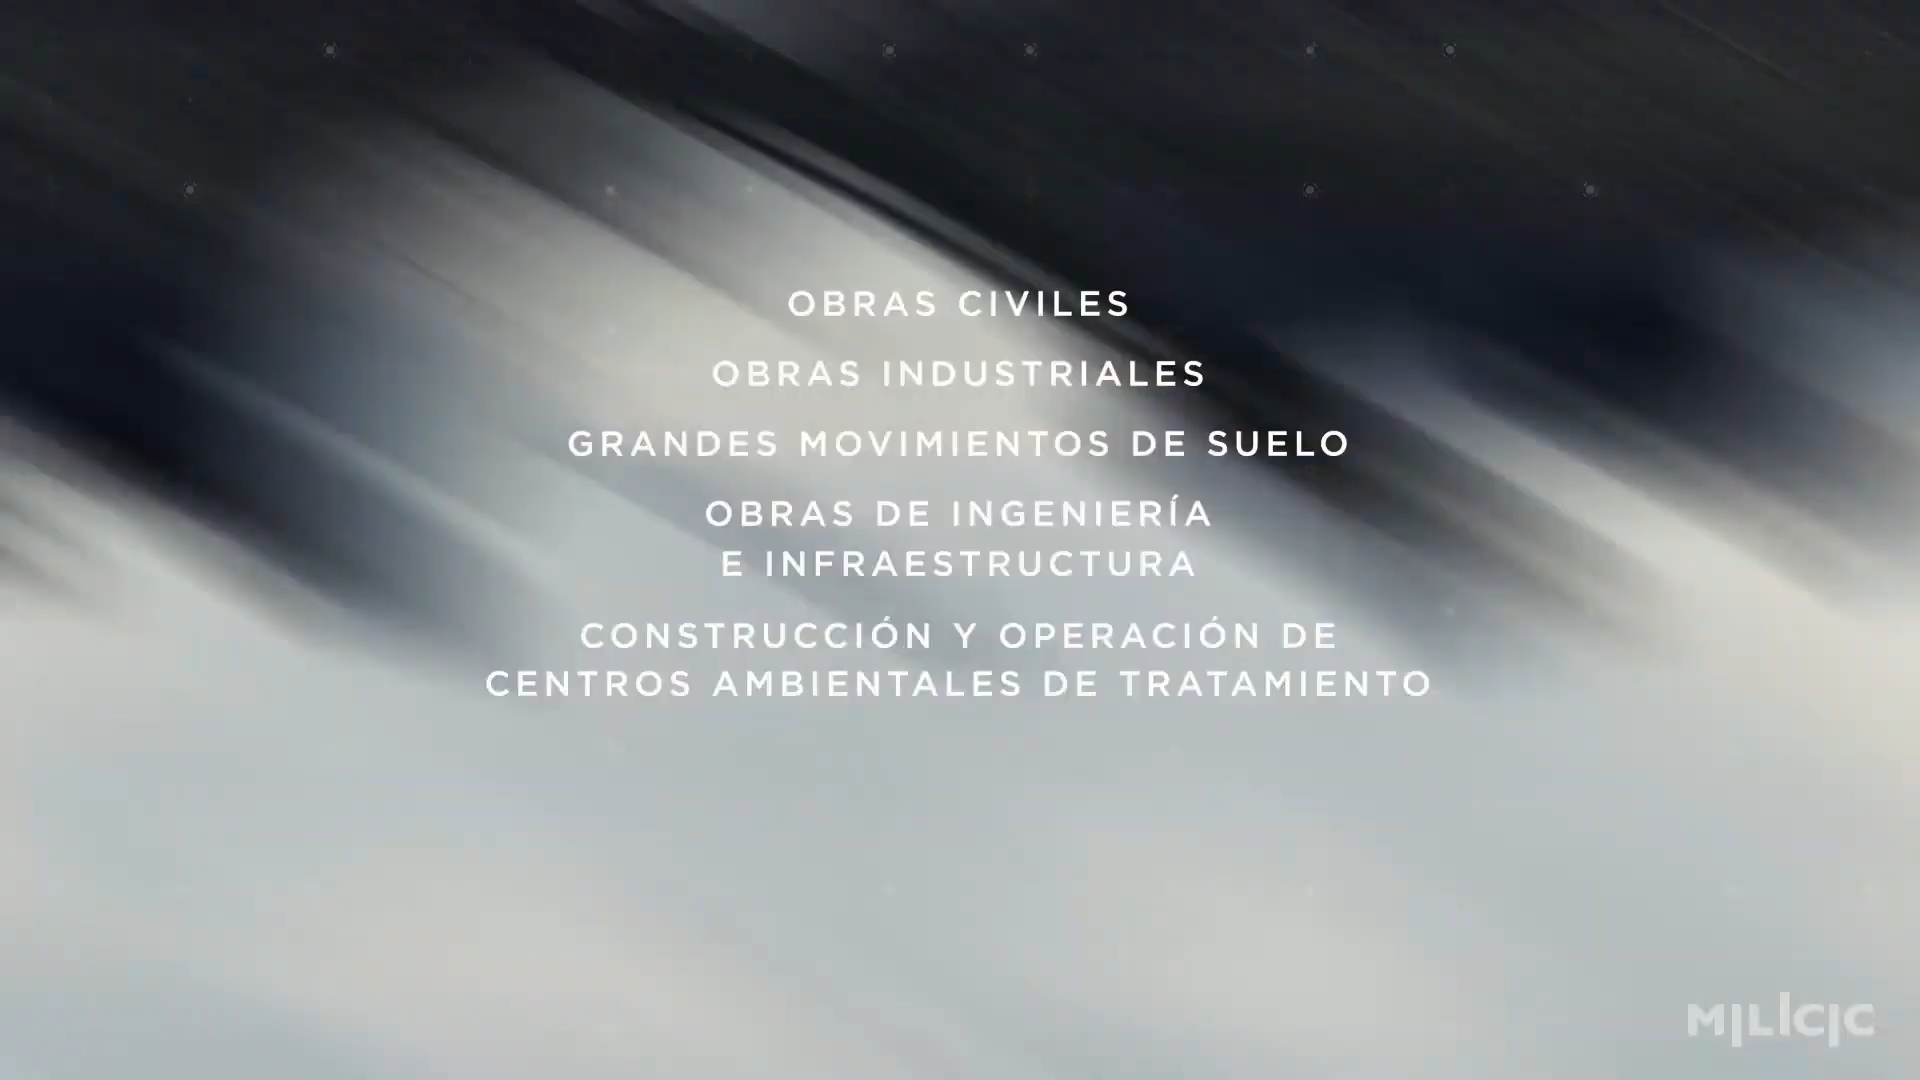 OBRAS CIVILES
OBRAS INDUSTRIALES
GRANDES MOVIMIENTOS DE SUELO
OBRAS DE INGENIERÍA
E INFRAESTRUCTURA
CONSTRUCCIÓN Y OPERACIÓN DE
CENTROS AMBIENTALES DE TRATAMIENTO
MILICIC